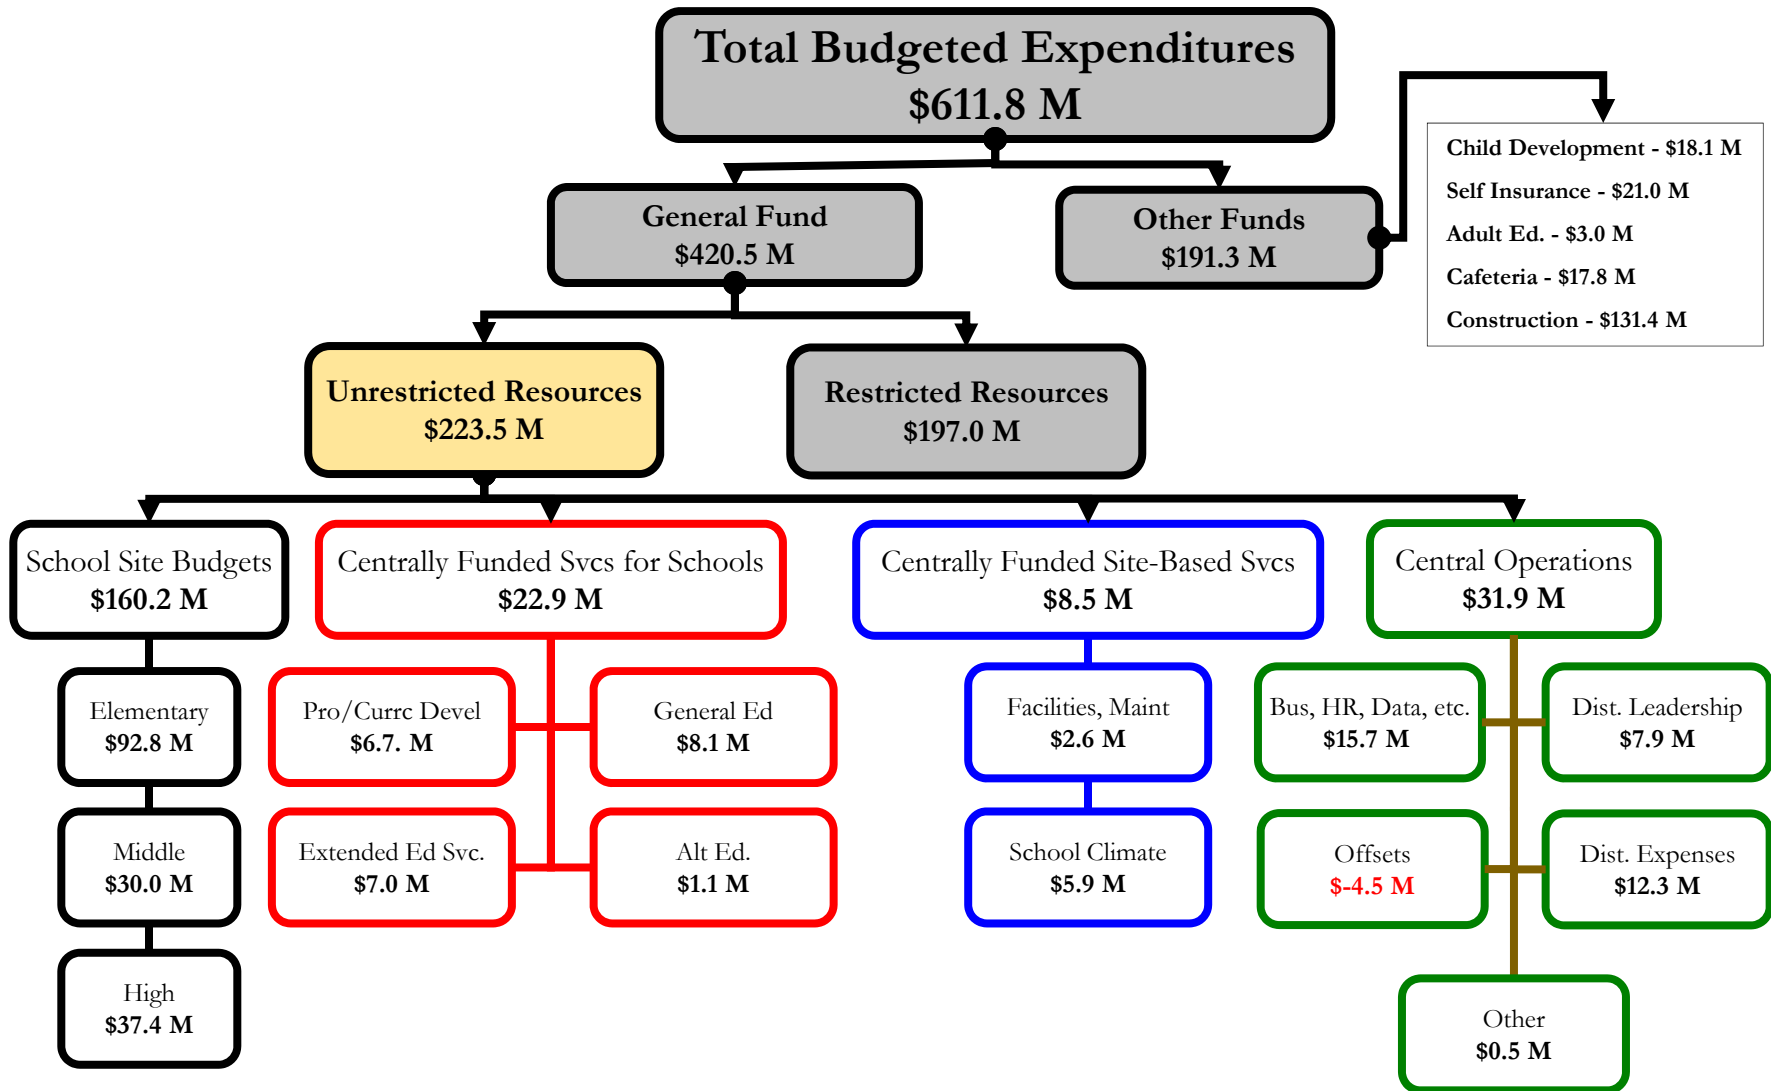 Total Budgeted Expenditures
$611.8 M
General Fund
$420.5 M
Other Funds
$191.3 M
Child Development - $18.1 M
Self Insurance - $21.0 M
Adult Ed. - $3.0 M
Cafeteria - $17.8 M
Construction - $131.4 M
Unrestricted Resources
$223.5 M
Restricted Resources
$197.0 M
School Site Budgets
$160.2 M
Centrally Funded Svcs for Schools
$22.9 M
Centrally Funded Site-Based Svcs
$8.5 M
Central Operations
$31.9 M
Elementary
$92.8 M
Middle
$30.0 M
High
$37.4 M
Pro/Currc Devel
$6.7. M
General Ed
$8.1 M
Extended Ed Svc.
$7.0 M
Alt Ed.
$1.1 M
Facilities, Maint
$2.6 M
School Climate
$5.9 M
Bus, HR, Data, etc.
$15.7 M
Dist. Leadership
$7.9 M
Offsets
$-4.5 M
Dist. Expenses
$12.3 M
Other
$0.5 M